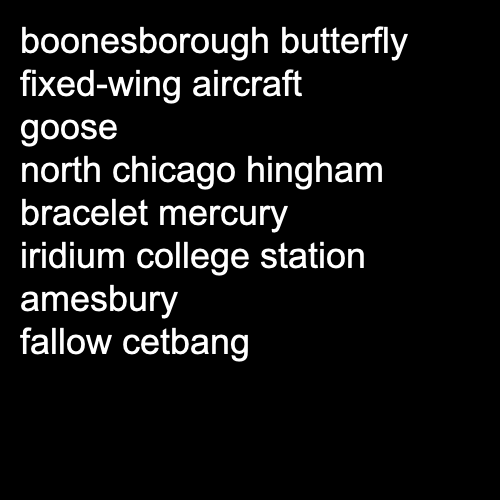 boonesborough butterfly
fixed-wing aircraft
goose
north chicago hingham
bracelet mercury
iridium college station
amesbury
fallow cetbang